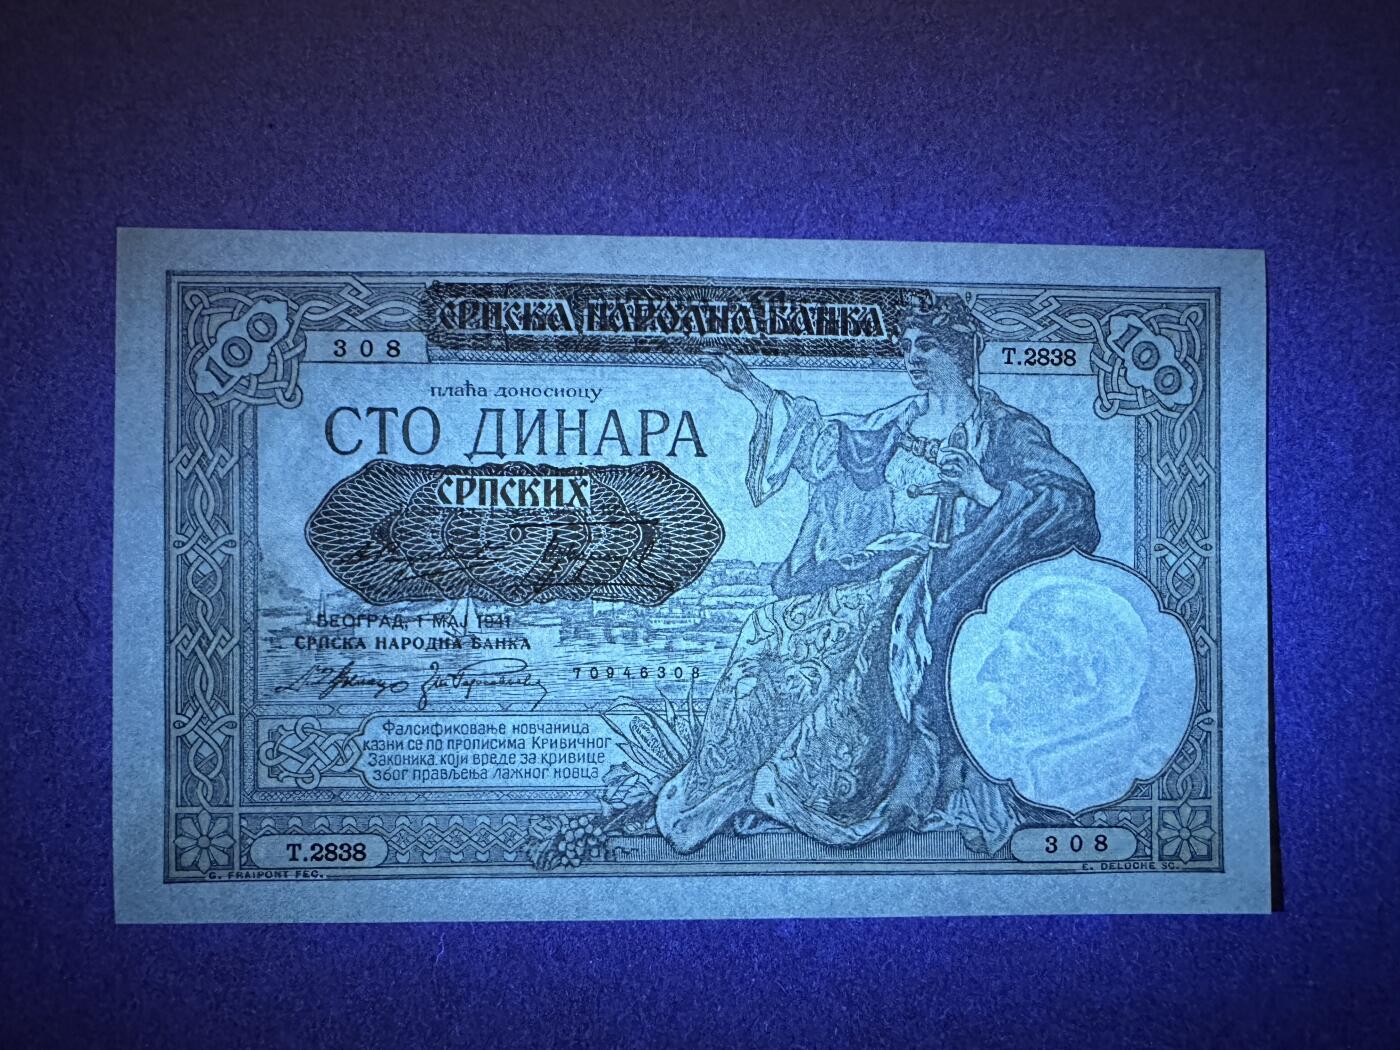 100
СРПСКА НАРОДНА БАНКА
100
308
Т.2838
плаћа доносиоцу
СТО ДИНАРА
СРПСКИХ
БЕОГРАД, 1 МАЈ 1941
СРПСКА НАРОДНА БАНКА
70946308
Фалсификовање новчаница
казни се по прописима Кривичног
Законика, који вреде за кривице
због прављења лажног новца
Т.2838
308
G. FRAIPONT FEC.
E. DELOCHE SC.